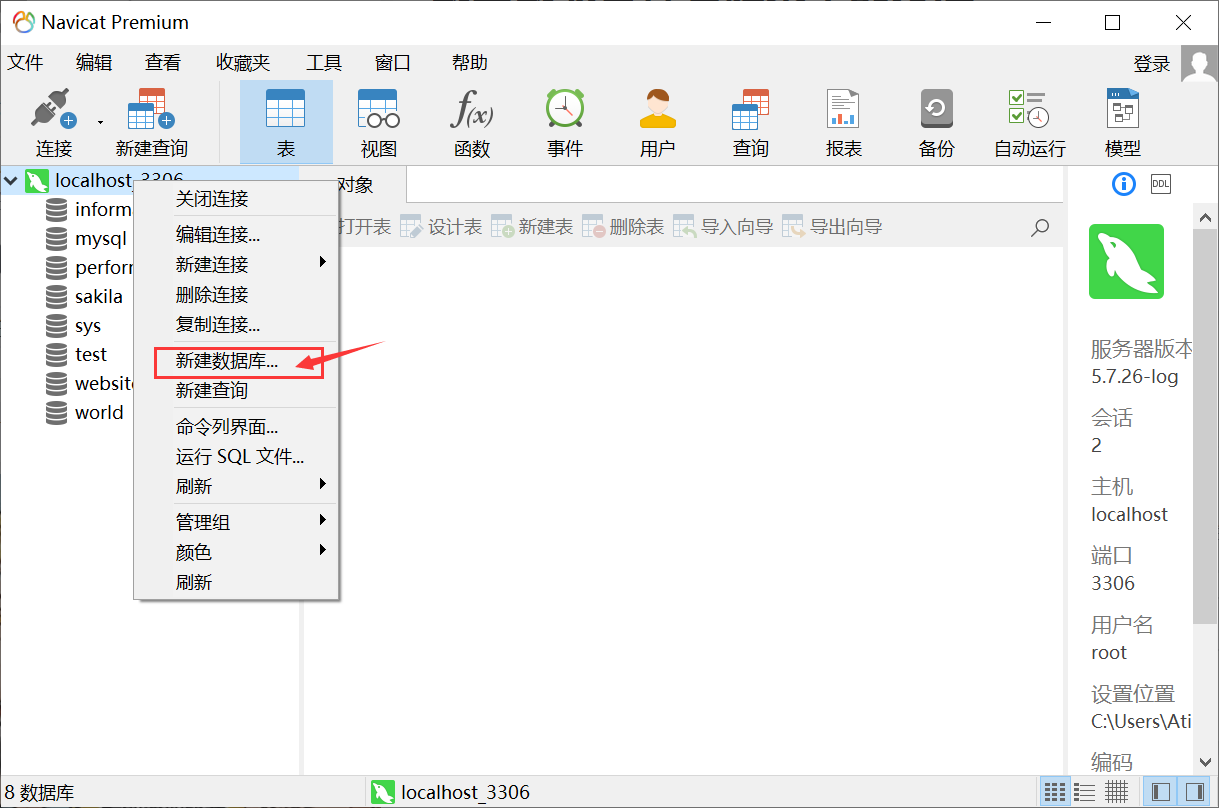 Navicat Premium
文件 编辑 查看 收藏夹 工具 窗口 帮助 登录
连接 新建查询 表 视图 函数 事件 用户 查询 报表 备份 自动运行 模型
localhost_3306
inform
mysql
perfor
sakila
sys
test
website
world
关闭连接
编辑连接...
新建连接
删除连接
复制连接...
新建数据库...
新建查询
命令列界面...
运行 SQL 文件...
刷新
管理组
颜色
刷新
对象
打开表 设计表 新建表 删除表 导入向导 导出向导
DDL
服务器版本
5.7.26-log
会话
2
主机
localhost
端口
3306
用户名
root
设置位置
C:\Users\Ati
编码
8 数据库 localhost_3306